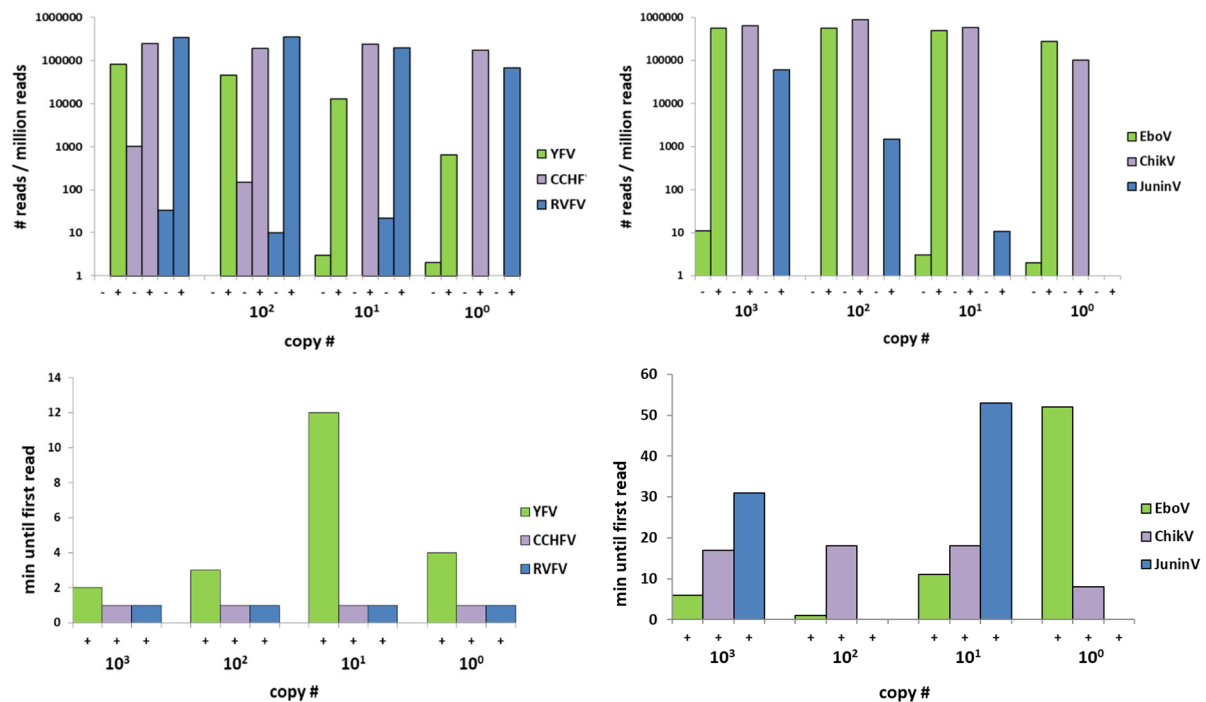 1000000
100000
10000
1000
100
10
1
# reads / million reads
- + - + - +
- + - + - +
- + - + - +
- + - + - +
10²
10¹
10⁰
copy #
YFV
CCHF'
RVFV
1000000
100000
10000
1000
100
10
1
# reads / million reads
- + - + - +
- + - + - +
- + - + - +
- + - + - +
10³
10²
10¹
10⁰
copy #
EboV
ChikV
JuninV
14
12
10
8
6
4
2
0
min until first read
+ + +
+ + +
+ + +
+ + +
10³
10²
10¹
10⁰
copy #
YFV
CCHFV
RVFV
60
50
40
30
20
10
0
min until first read
+ + +
+ + +
+ + +
+ + +
10³
10²
10¹
10⁰
copy #
EboV
ChikV
JuninV